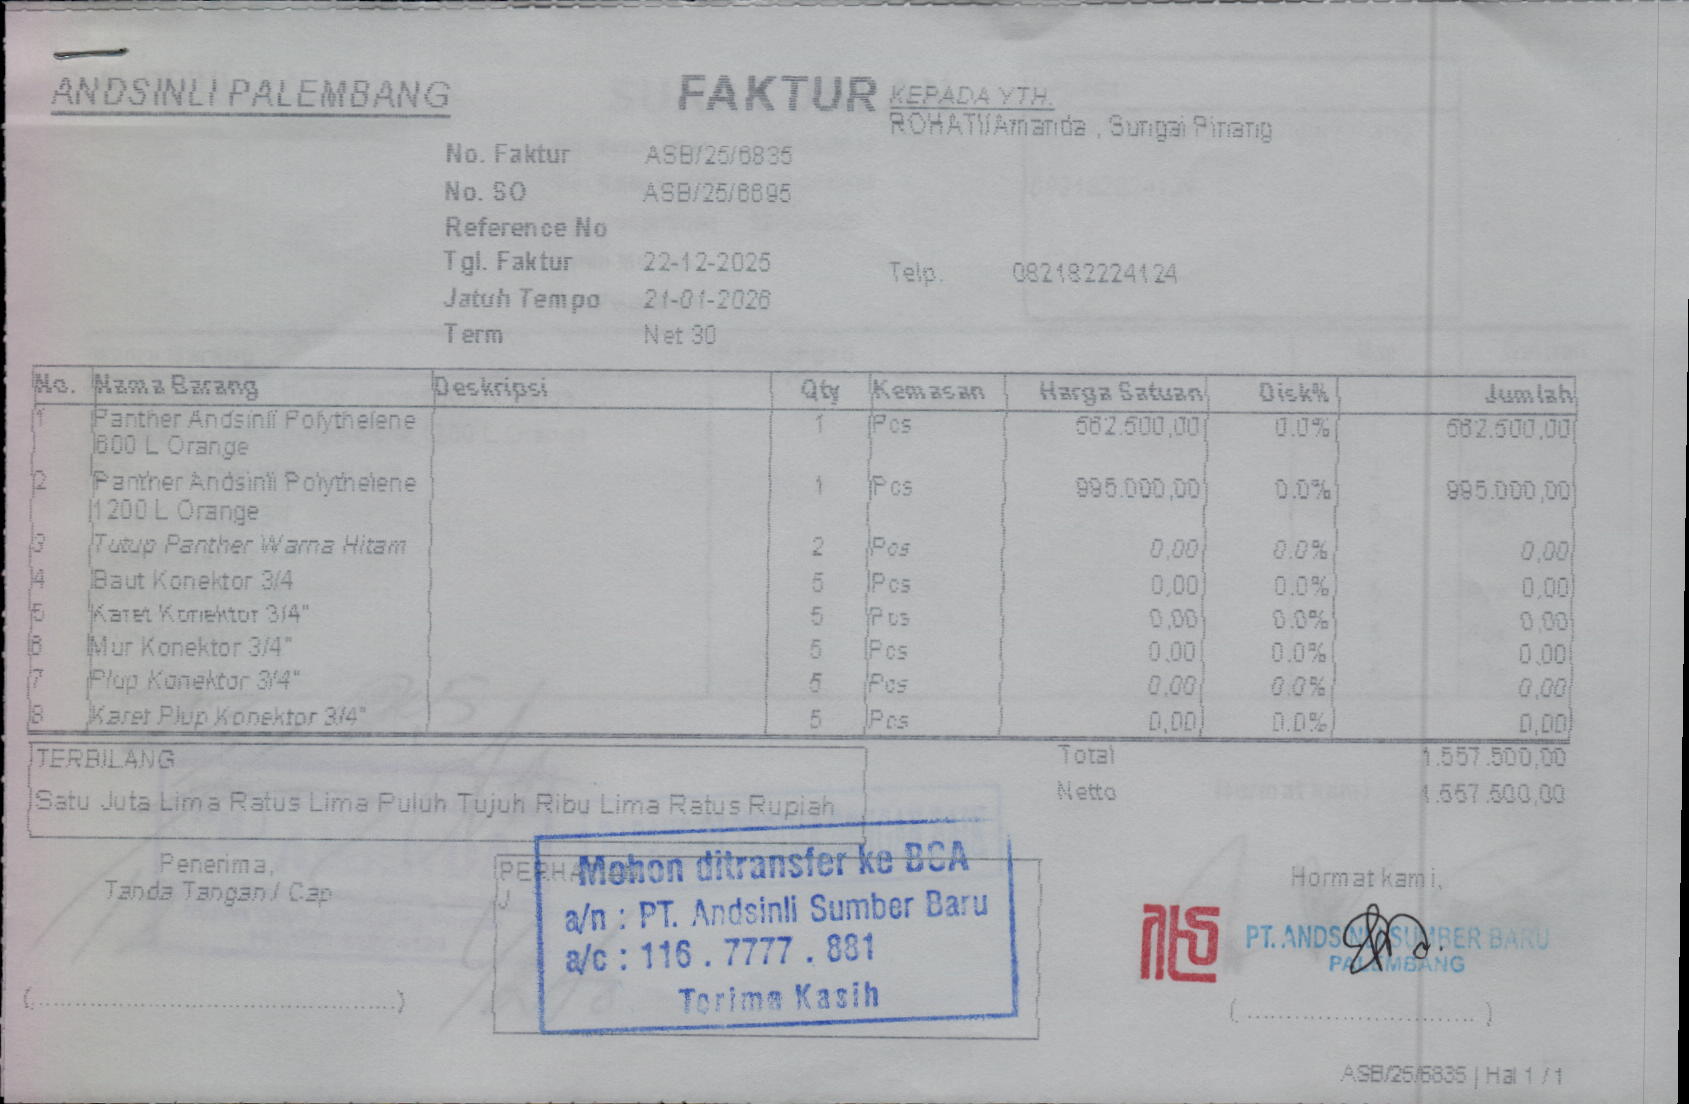 ANDSINLI PALEMBANG
FAKTUR
KEPADA YTH.
ROHATI/Amanda , Sungai Pinang
No. Faktur ASB/25/6835
No. SO ASB/25/6695
Reference No
Tgl. Faktur 22-12-2025
Telp. 082182224124
Jatuh Tempo 21-01-2026
Term Net 30
No. Nama Barang Deskripsi Qty Kemasan Harga Satuan Disk% Jumlah
1 Panther Andsinli Polythelene 1 Pcs 562.500,00 0.0% 562.500,00
600 L Orange
2 Panther Andsinli Polythelene 1 Pcs 995.000,00 0.0% 995.000,00
1200 L Orange
3 Tutup Panther Warna Hitam 2 Pcs 0,00 0.0% 0,00
4 Baut Konektor 3/4 5 Pcs 0,00 0.0% 0,00
5 Karet Konektor 3/4" 5 Pcs 0,00 0.0% 0,00
6 Mur Konektor 3/4" 5 Pcs 0,00 0.0% 0,00
7 Plup Konektor 3/4" 5 Pcs 0,00 0.0% 0,00
8 Karet Plup Konektor 3/4" 5 Pcs 0,00 0.0% 0,00
TERBILANG
Satu Juta Lima Ratus Lima Puluh Tujuh Ribu Lima Ratus Rupiah
Total 1.557.500,00
Netto 1.557.500,00
Penerima,
Tanda Tangan / Cap
(....................................)
Mohon ditransfer ke BCA
a/n : PT. Andsinli Sumber Baru
a/c : 116 . 7777 . 881
Terima Kasih
Hormat kami,
PT. ANDSINLI SUMBER BARU
PALEMBANG
(............................)
ASB/25/6835 | Hal 1 / 1